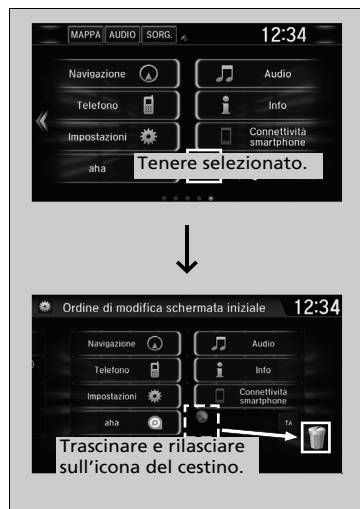 MAPPA AUDIO SORG. 12:34
Navigazione Audio
Telefono Info
Impostazioni Connettività smartphone
aha
Tenere selezionato.
Ordine di modifica schermata iniziale 12:34
Navigazione Audio
Telefono Info
Impostazioni Connettività smartphone
aha TA
Trascinare e rilasciare
sull'icona del cestino.